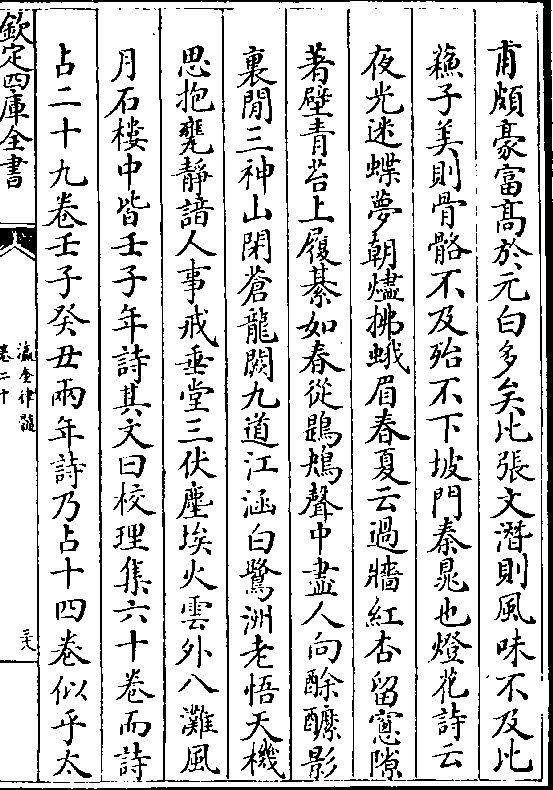 甫頗豪富高於元白多矣比張文潛則風味不及比
蘓子美則骨骼不及殆不下坡門秦晁也燈花詩云
夜光迷蝶夢朝燼拂蛾眉春夏云過牆紅杏留窻隙
著壁青苔上履綦如春從鶗鴂聲中盡人向酴醾影
裏閒三神山閉蒼龍闕九道江涵白鷺洲老悟天機
思抱甕靜諳人事戒垂堂三伏塵埃火雲外八灘風
月石樓中皆壬子年詩其文曰校理集六十卷而詩
占二十九卷壬子癸丑兩年詩乃占十四卷似乎太
欽定四庫全書
瀛奎律髓
卷二十
三六